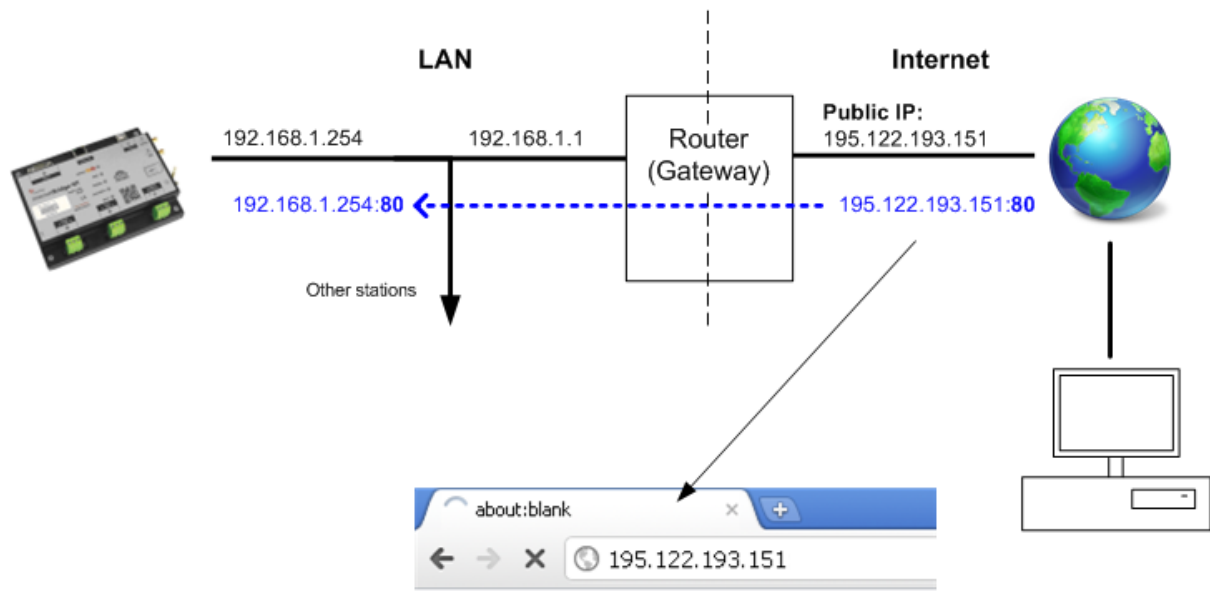 LAN
Internet
192.168.1.254
192.168.1.1
Router
(Gateway)
Public IP:
195.122.193.151
192.168.1.254:80
195.122.193.151:80
Other stations
about:blank
195.122.193.151